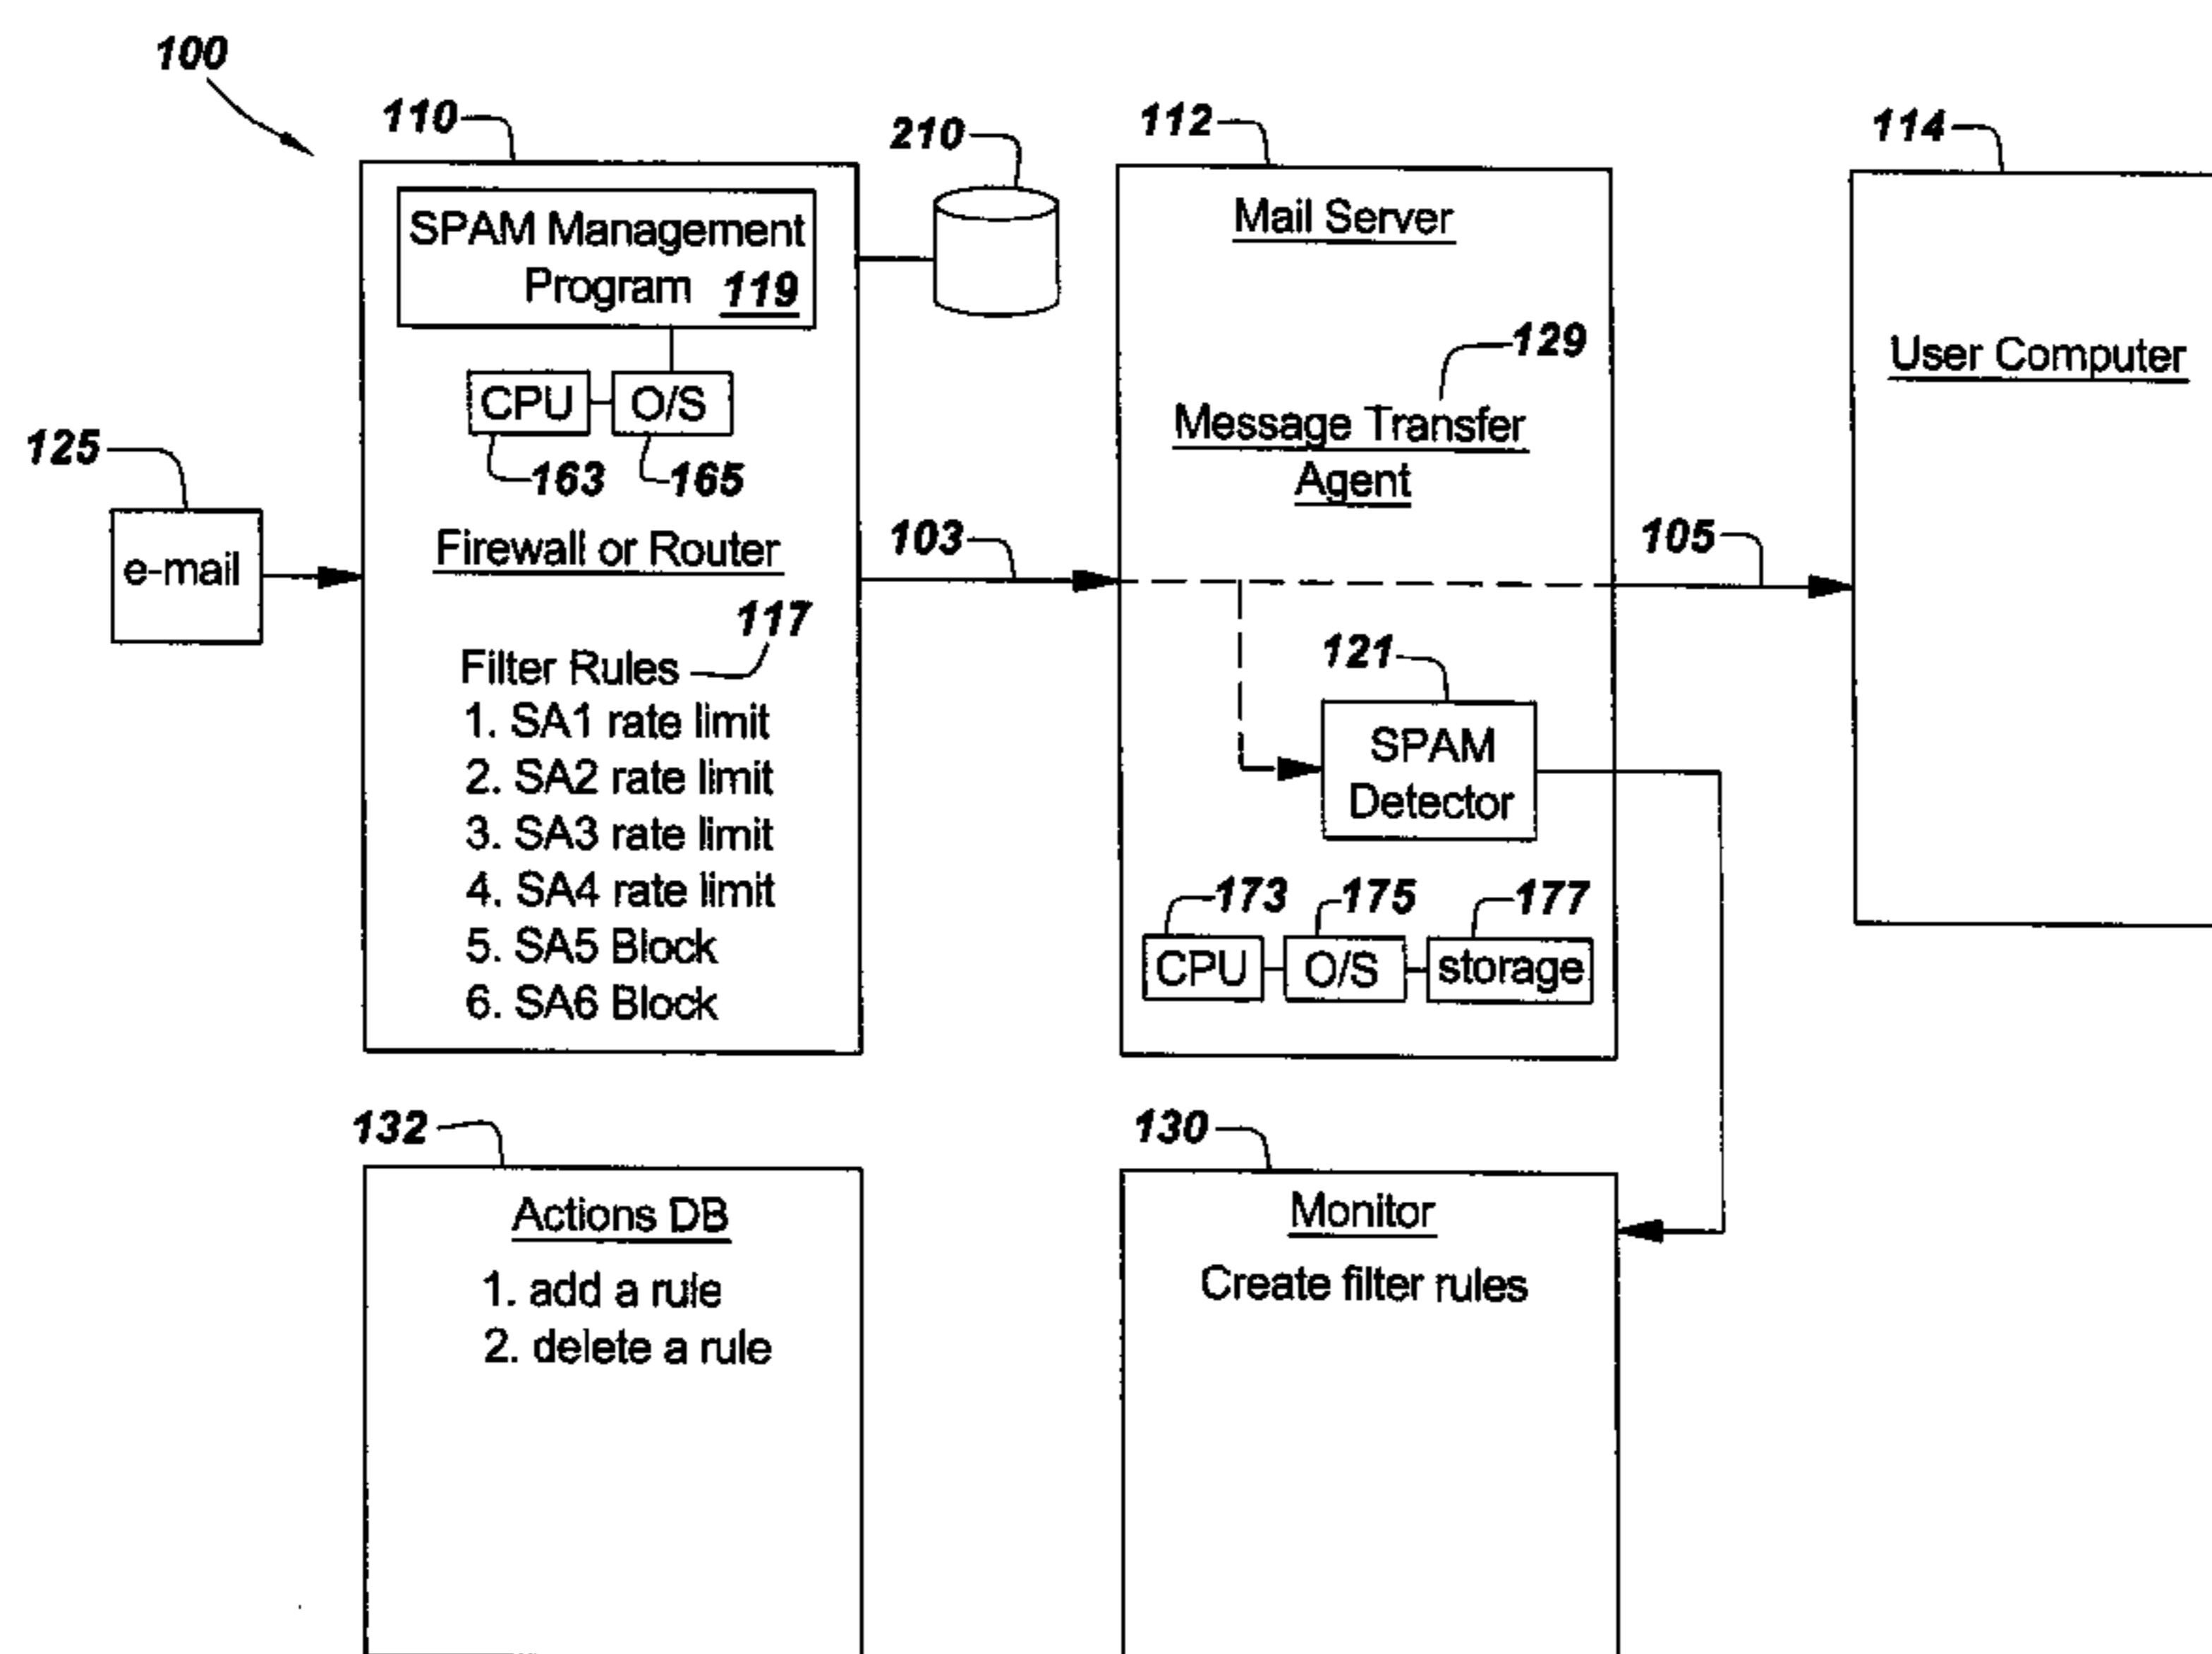 100
110
210
112
114
SPAM Management
Program 119
Mail Server
129
User Computer
CPU
O/S
Message Transfer
Agent
125
163
165
e-mail
Firewall or Router
103
105
117
Filter Rules
1. SA1 rate limit
2. SA2 rate limit
3. SA3 rate limit
4. SA4 rate limit
5. SA5 Block
6. SA6 Block
121
SPAM
Detector
173
175
177
CPU
O/S
storage
132
130
Actions DB
1. add a rule
2. delete a rule
Monitor
Create filter rules